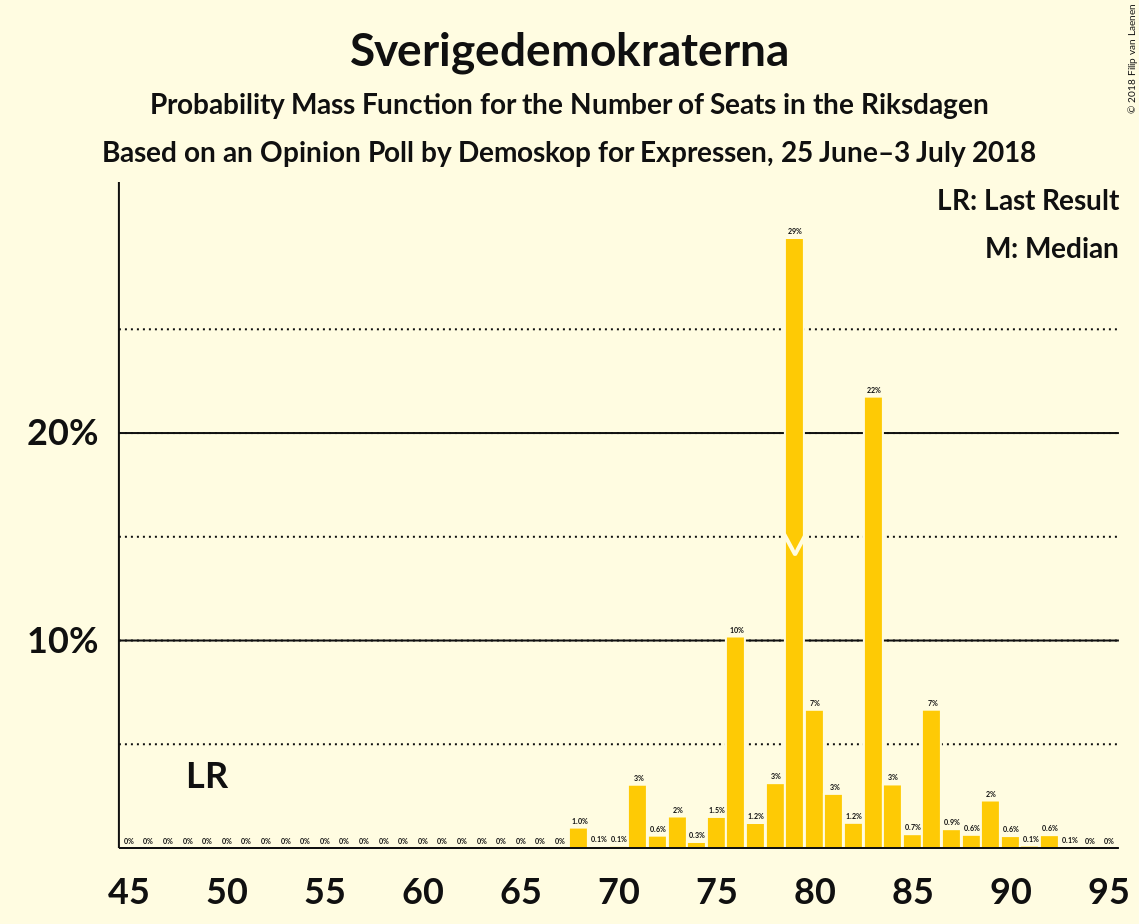 © 2018 Filip van Laenen
Sverigedemokraterna
Probability Mass Function for the Number of Seats in the Riksdagen
Based on an Opinion Poll by Demoskop for Expressen, 25 June–3 July 2018
LR: Last Result
M: Median
20%
10%
LR
0% 0% 0% 0% 0% 0% 0% 0% 0% 0% 0% 0% 0% 0% 0% 0% 0% 0% 0% 0% 0% 0% 0% 1.0% 0.1% 0.1% 3% 0.6% 2% 0.3% 1.5% 10% 1.2% 3% 29% 7% 3% 1.2% 22% 3% 0.7% 7% 0.9% 0.6% 2% 0.6% 0.1% 0.6% 0.1% 0% 0%
45 50 55 60 65 70 75 80 85 90 95